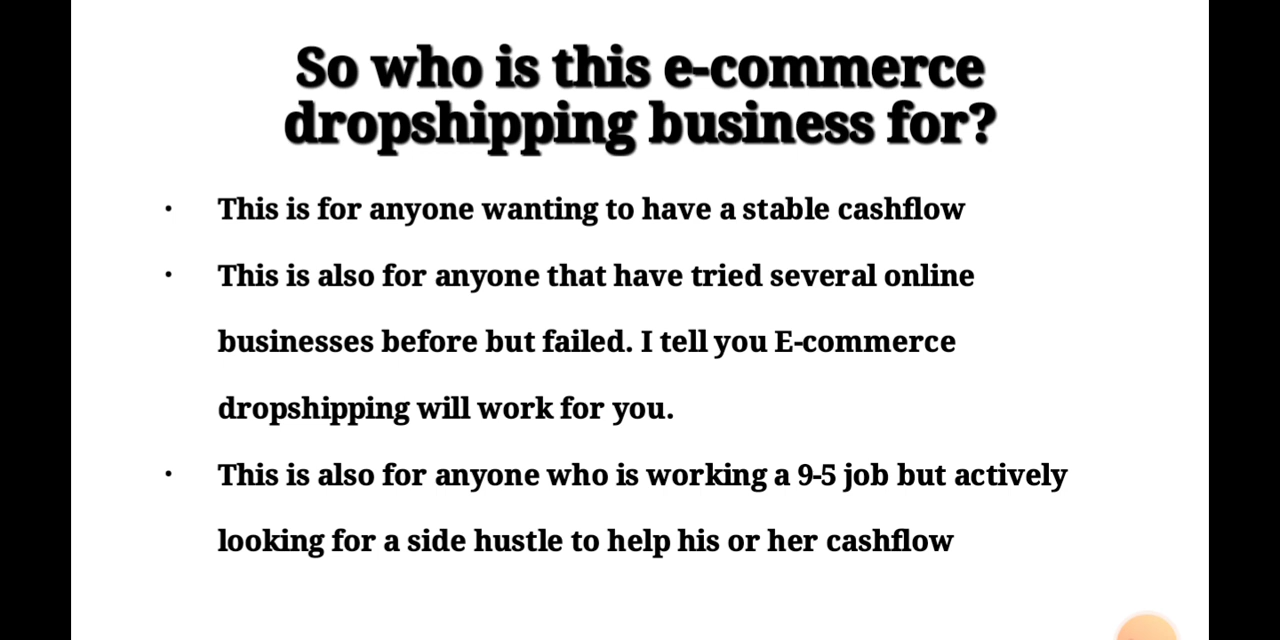 So who is this e-commerce
dropshipping business for?
· This is for anyone wanting to have a stable cashflow
· This is also for anyone that have tried several online
businesses before but failed. I tell you E-commerce
dropshipping will work for you.
· This is also for anyone who is working a 9-5 job but actively
looking for a side hustle to help his or her cashflow